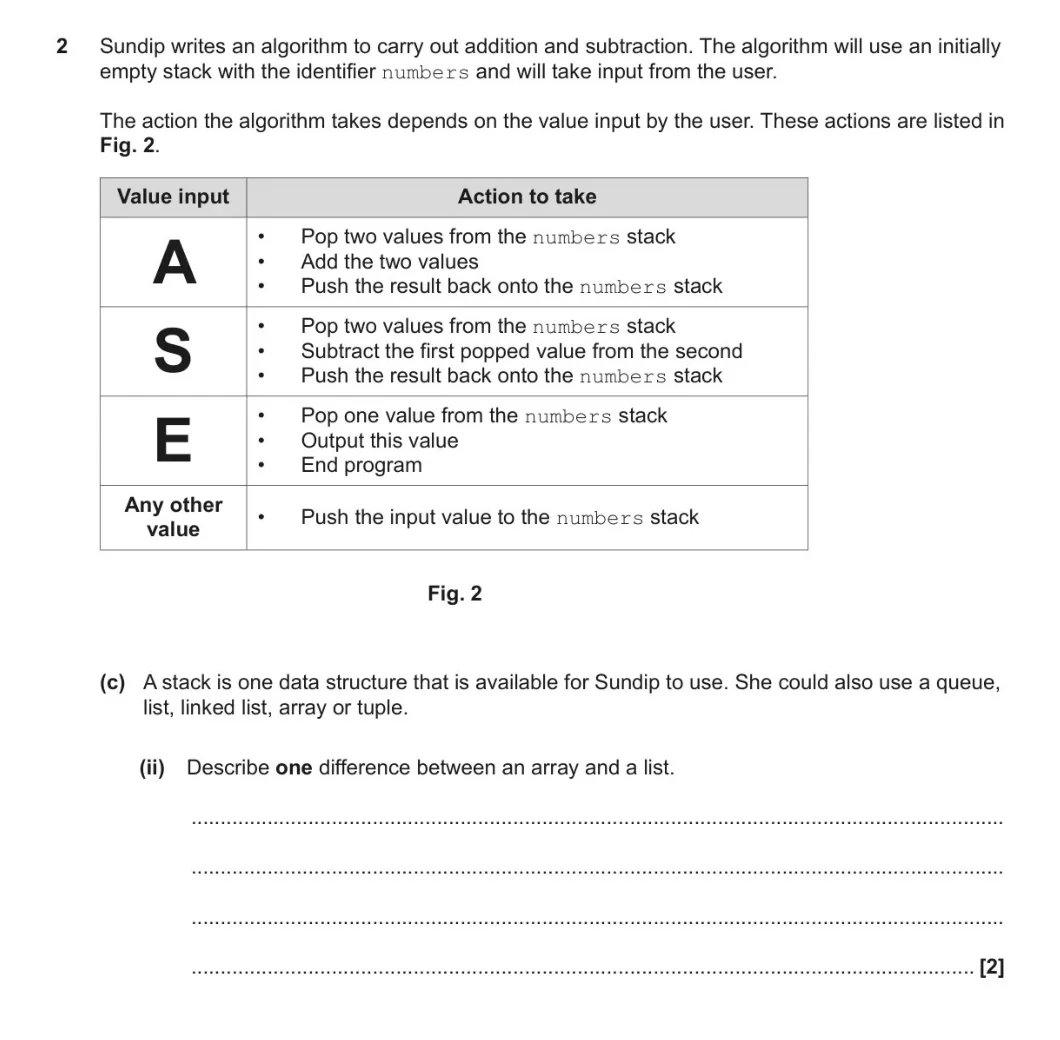 2 Sundip writes an algorithm to carry out addition and subtraction. The algorithm will use an initially
empty stack with the identifier numbers and will take input from the user.
The action the algorithm takes depends on the value input by the user. These actions are listed in
Fig. 2.
Value input Action to take
A
• Pop two values from the numbers stack
• Add the two values
• Push the result back onto the numbers stack
S
• Pop two values from the numbers stack
• Subtract the first popped value from the second
• Push the result back onto the numbers stack
E
• Pop one value from the numbers stack
• Output this value
• End program
Any other
value
• Push the input value to the numbers stack
Fig. 2
(c) A stack is one data structure that is available for Sundip to use. She could also use a queue,
list, linked list, array or tuple.
(ii) Describe one difference between an array and a list.
[2]